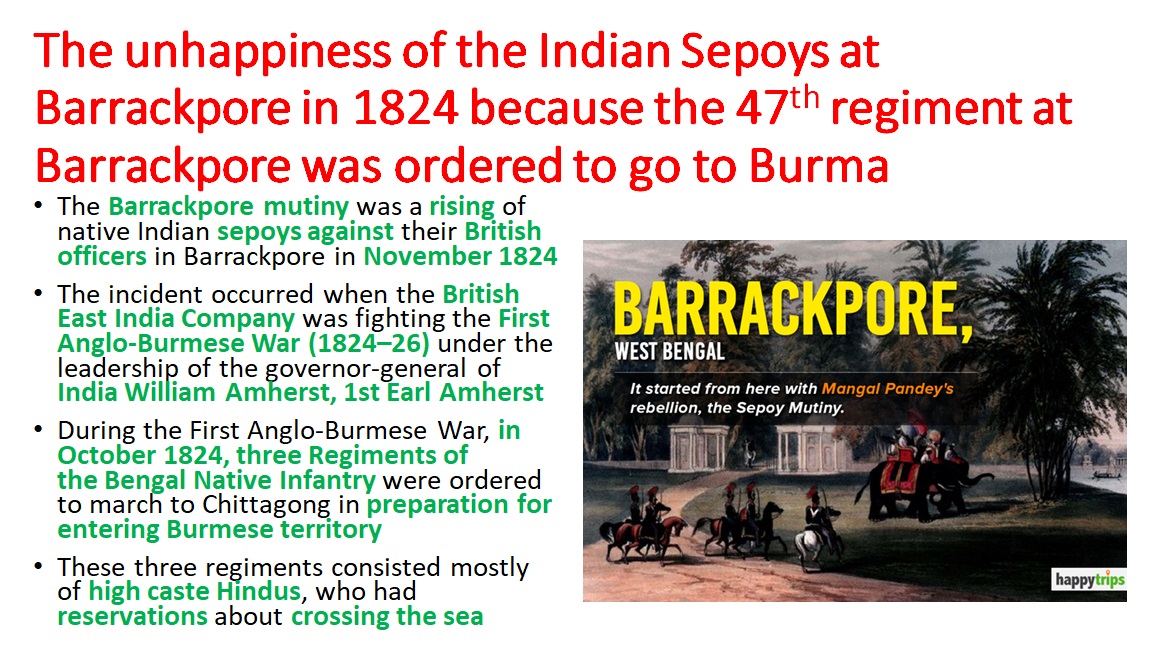 The unhappiness of the Indian Sepoys at
Barrackpore in 1824 because the 47th regiment at
Barrackpore was ordered to go to Burma
• The Barrackpore mutiny was a rising of
native Indian sepoys against their British
officers in Barrackpore in November 1824
• The incident occurred when the British
East India Company was fighting the First
Anglo-Burmese War (1824–26) under the
leadership of the governor-general of
India William Amherst, 1st Earl Amherst
• During the First Anglo-Burmese War, in
October 1824, three Regiments of
the Bengal Native Infantry were ordered
to march to Chittagong in preparation for
entering Burmese territory
• These three regiments consisted mostly
of high caste Hindus, who had
reservations about crossing the sea
BARRACKPORE,
WEST BENGAL
It started from here with Mangal Pandey's
rebellion, the Sepoy Mutiny.
happytrips